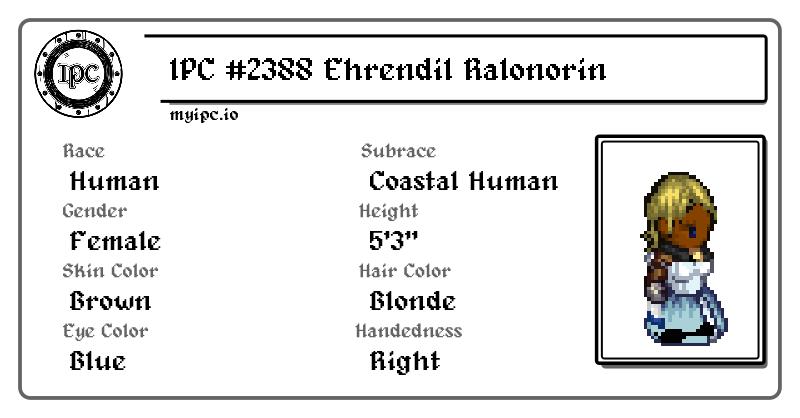 IPC
IPC #2388 Ehrendil Ralonorin
myipc.io
Race
Human
Subrace
Coastal Human
Gender
Female
Height
5'3"
Skin Color
Brown
Hair Color
Blonde
Eye Color
Blue
Handedness
Right